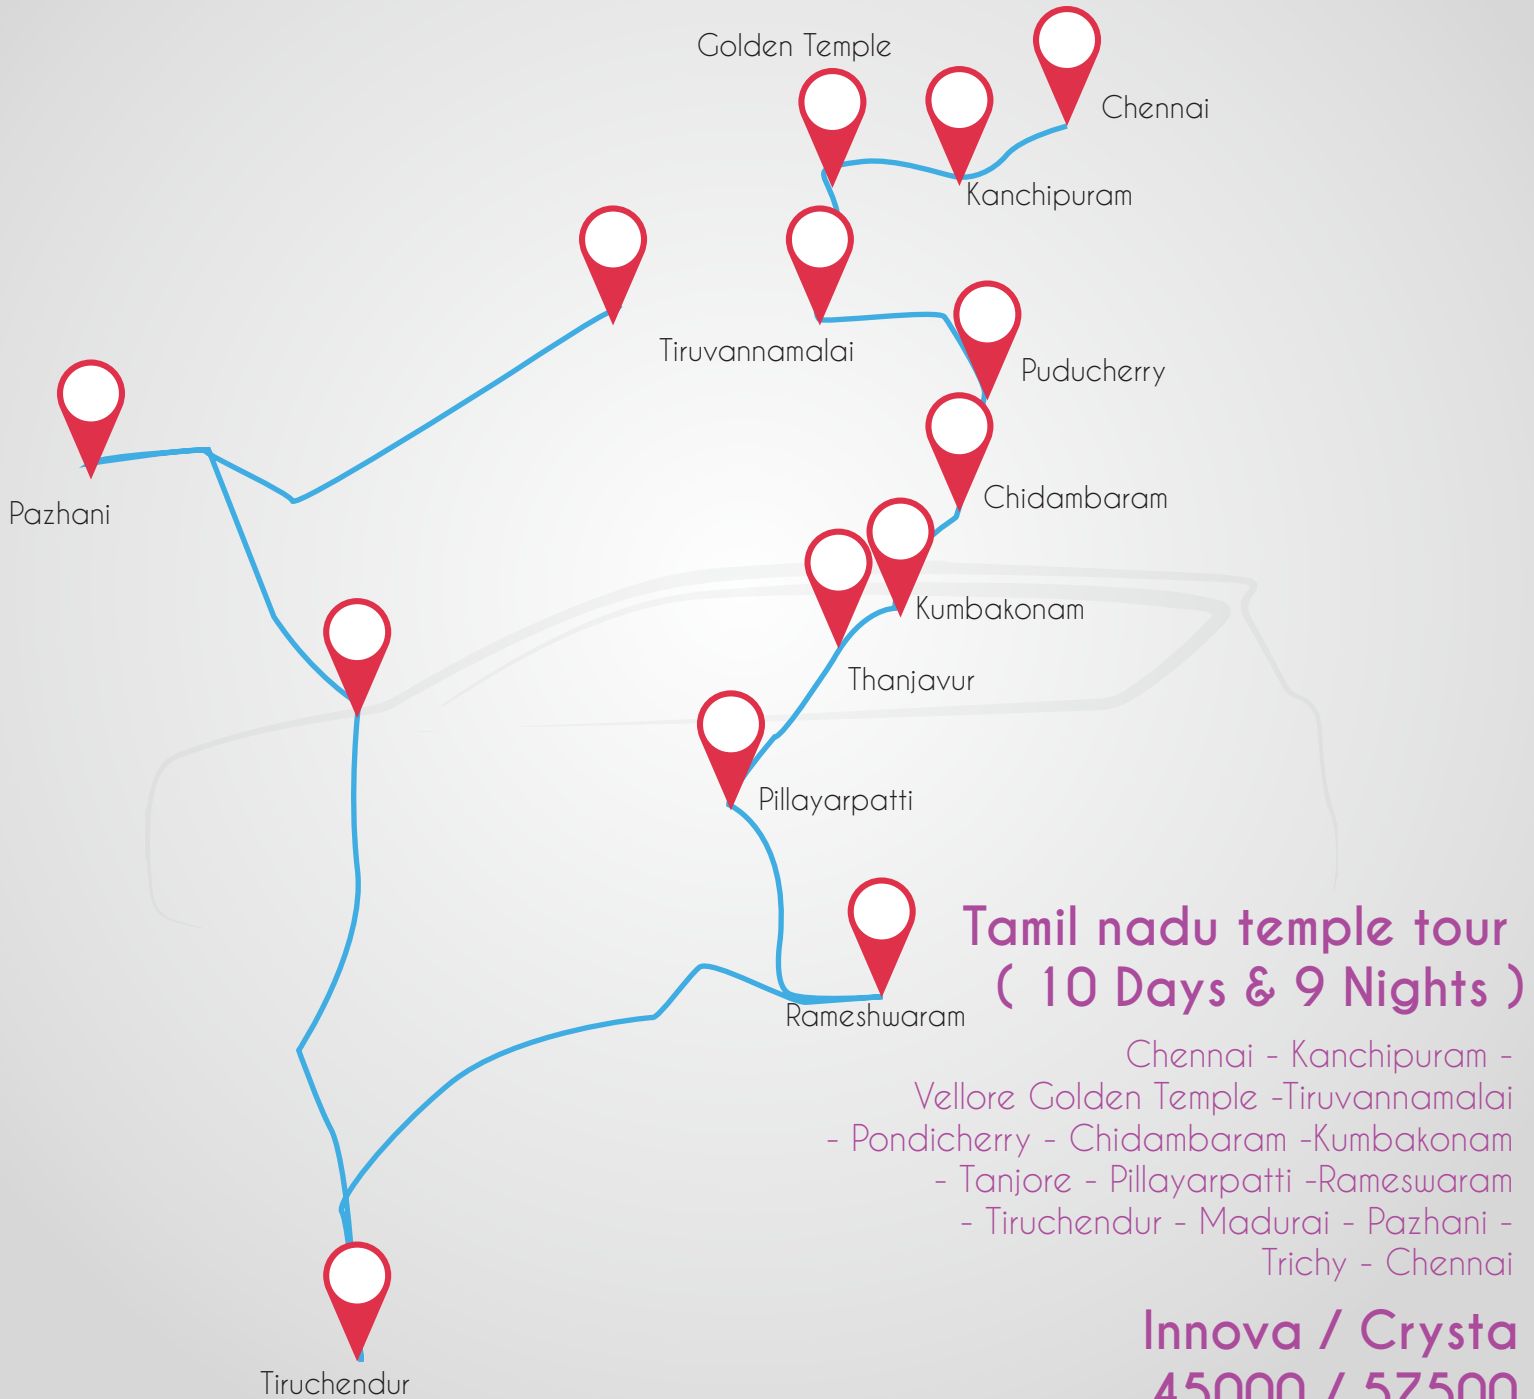 Golden Temple
Chennai
Kanchipuram
Tiruvannamalai
Puducherry
Pazhani
Chidambaram
Kumbakonam
Thanjavur
Pillayarpatti
Rameshwaram
Tiruchendur
Tamil nadu temple tour
( 10 Days & 9 Nights )
Chennai - Kanchipuram -
Vellore Golden Temple -Tiruvannamalai
- Pondicherry - Chidambaram -Kumbakonam
- Tanjore - Pillayarpatti -Rameswaram
- Tiruchendur - Madurai - Pazhani -
Trichy - Chennai
Innova / Crysta
45000 / 57500